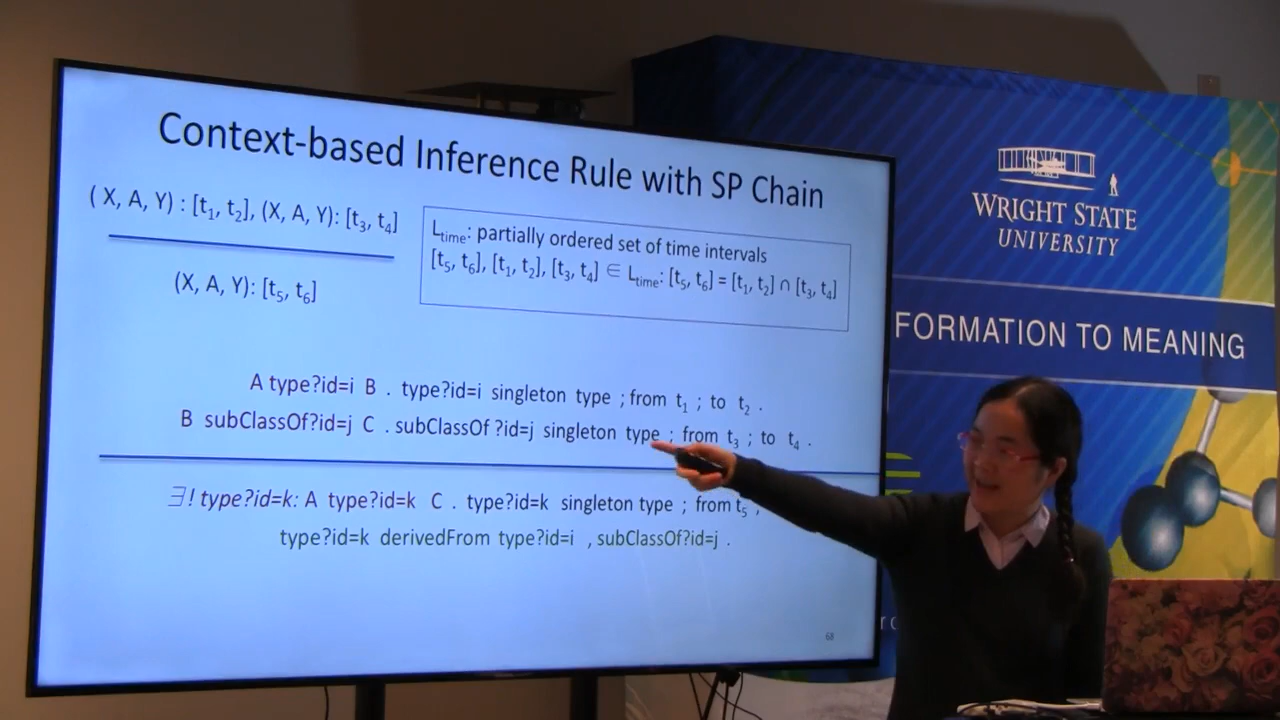 Context-based Inference Rule with SP Chain
( X, A, Y) : [t₁, t₂], (X, A, Y): [t₃, t₄]
(X, A, Y): [t₅, t₆]
L_time: partially ordered set of time intervals
[t₅, t₆], [t₁, t₂], [t₃, t₄] ∈ L_time: [t₅, t₆] = [t₁, t₂] ∩ [t₃, t₄]
A type?id=i B . type?id=i singleton type ; from t₁ ; to t₂ .
B subClassOf?id=j C . subClassOf ?id=j singleton type ; from t₃ ; to t₄ .
∃! type?id=k: A type?id=k C . type?id=k singleton type ; from t₅ ;
type?id=k derivedFrom type?id=i , subClassOf?id=j .
68
WRIGHT STATE
UNIVERSITY
FORMATION TO MEANING